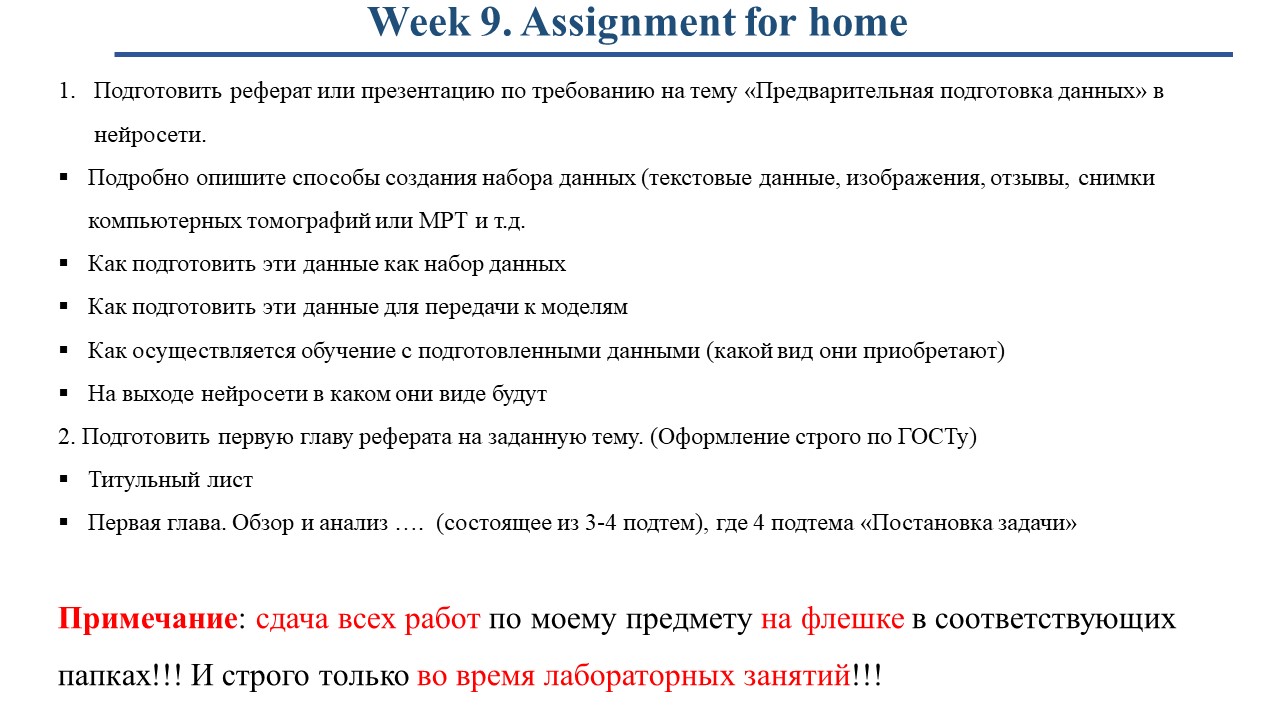 Week 9. Assignment for home
1. Подготовить реферат или презентацию по требованию на тему «Предварительная подготовка данных» в
нейросети.
▪ Подробно опишите способы создания набора данных (текстовые данные, изображения, отзывы, снимки
компьютерных томографий или МРТ и т.д.
▪ Как подготовить эти данные как набор данных
▪ Как подготовить эти данные для передачи к моделям
▪ Как осуществляется обучение с подготовленными данными (какой вид они приобретают)
▪ На выходе нейросети в каком они виде будут
2. Подготовить первую главу реферата на заданную тему. (Оформление строго по ГОСТу)
▪ Титульный лист
▪ Первая глава. Обзор и анализ …. (состоящее из 3-4 подтем), где 4 подтема «Постановка задачи»
Примечание: сдача всех работ по моему предмету на флешке в соответствующих
папках!!! И строго только во время лабораторных занятий!!!